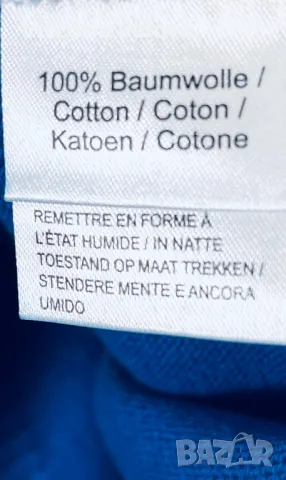 100% Baumwolle /
Cotton / Coton /
Katoen / Cotone
REMETTRE EN FORME À
L'ÉTAT HUMIDE / IN NATTE
TOESTAND OP MAAT TREKKEN /
STENDERE MENTE E ANCORA
UMIDO
BAZAR